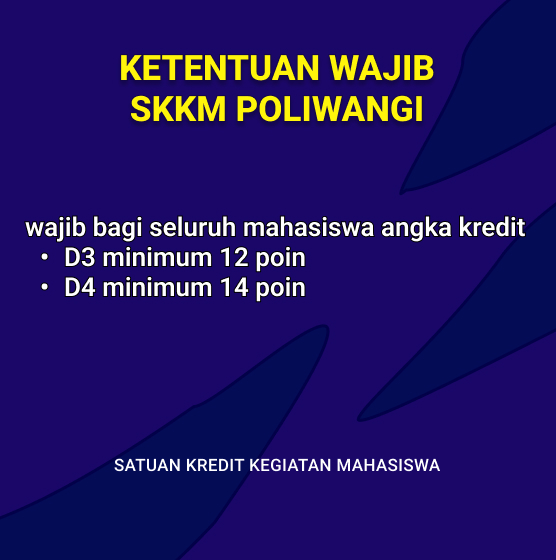 KETENTUAN WAJIB
SKKM POLIWANGI
wajib bagi seluruh mahasiswa angka kredit
• D3 minimum 12 poin
• D4 minimum 14 poin
SATUAN KREDIT KEGIATAN MAHASISWA